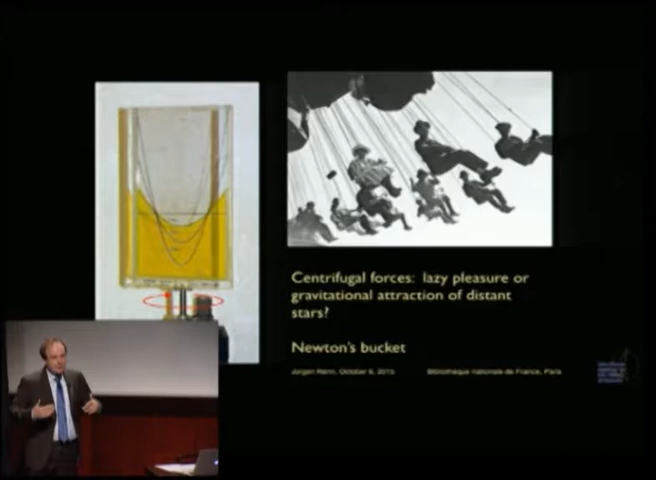 Centrifugal forces: lazy pleasure or
gravitational attraction of distant
stars?
Newton's bucket
Jürgen Renn, October 6, 2015
Bibliothèque nationale de France, Paris